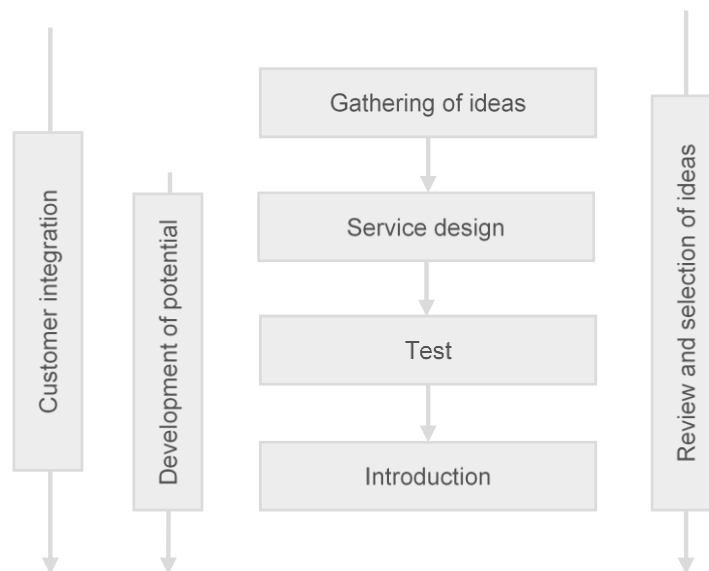 Gathering of ideas
Service design
Test
Introduction
Customer integration
Development of potential
Review and selection of ideas